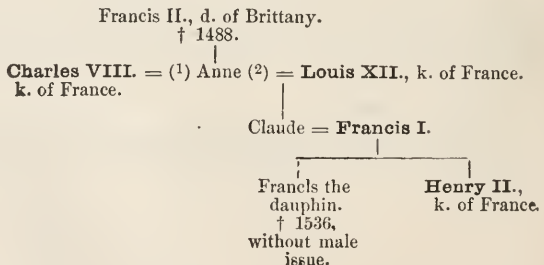 Francis II., d. of Brittany.
† 1488.
Charles VIII. = (1) Anne (2) = Louis XII., k. of France.
k. of France.
Claude = Francis I.
Francis the
dauphin.
† 1536,
without male
issue.
Henry II.,
k. of France.